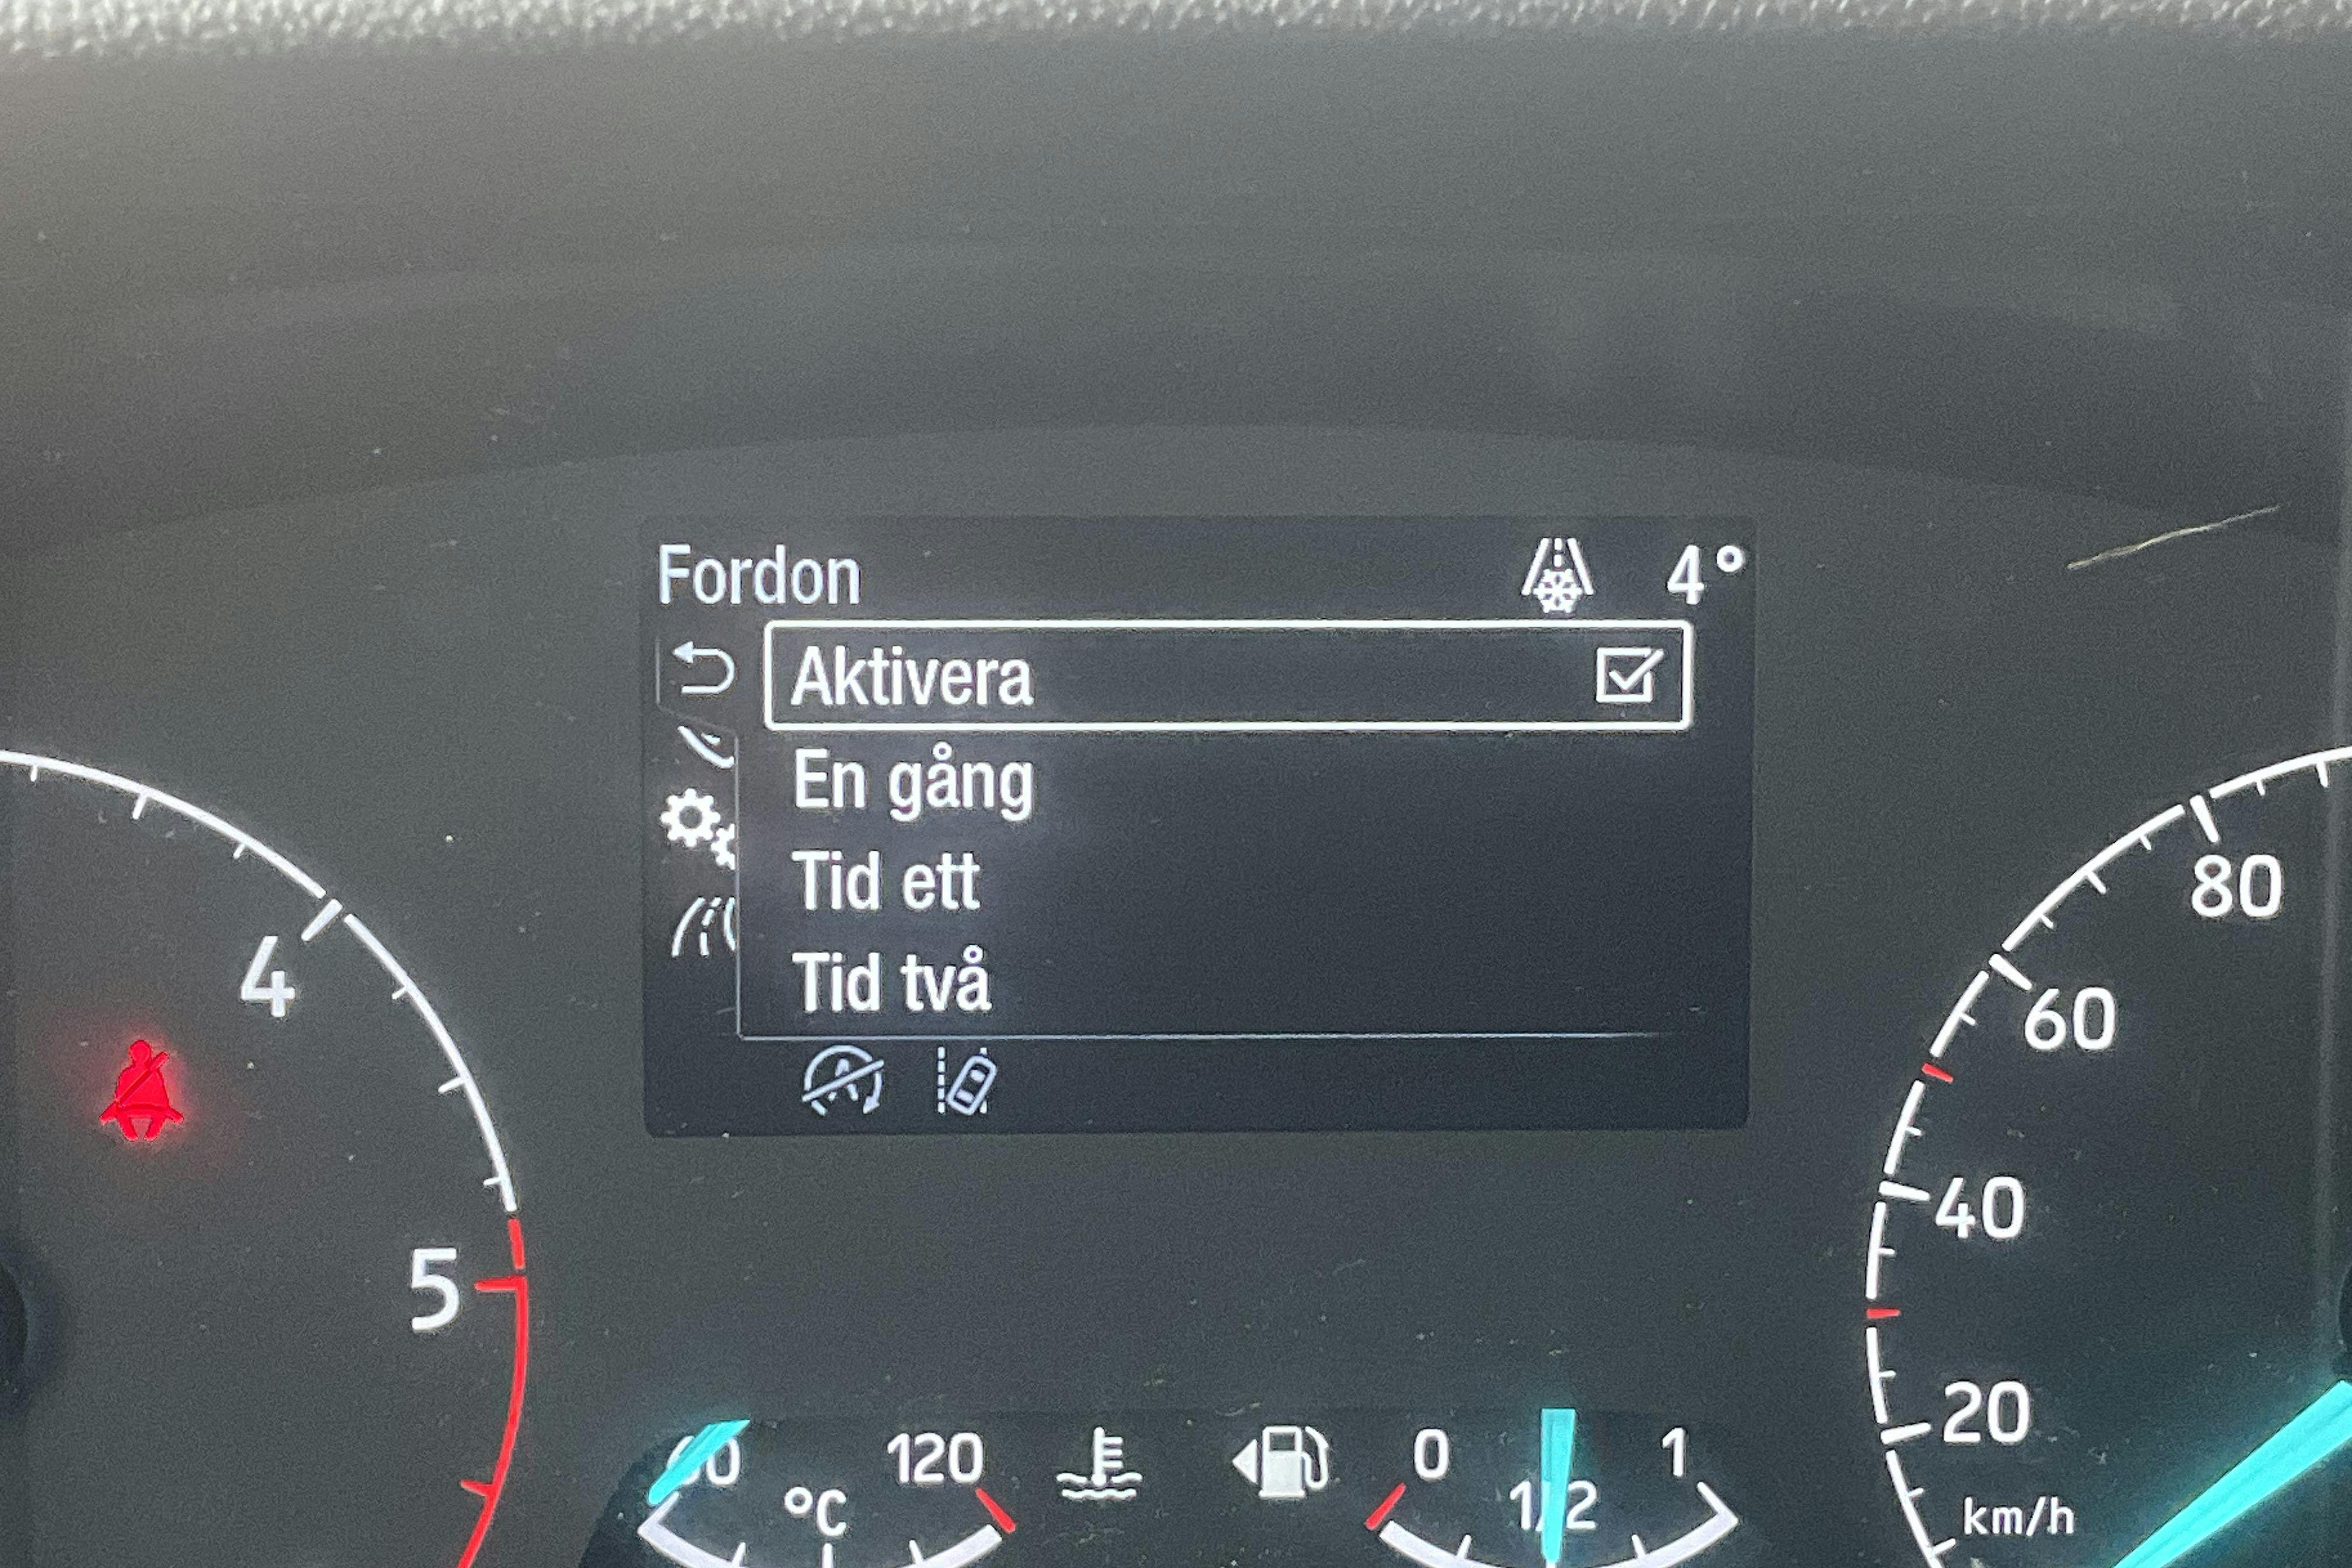 Fordon 4°
Aktivera
En gång
Tid ett
Tid två
4
5
80
60
40
20
km/h
120
°C
0
1/2
1